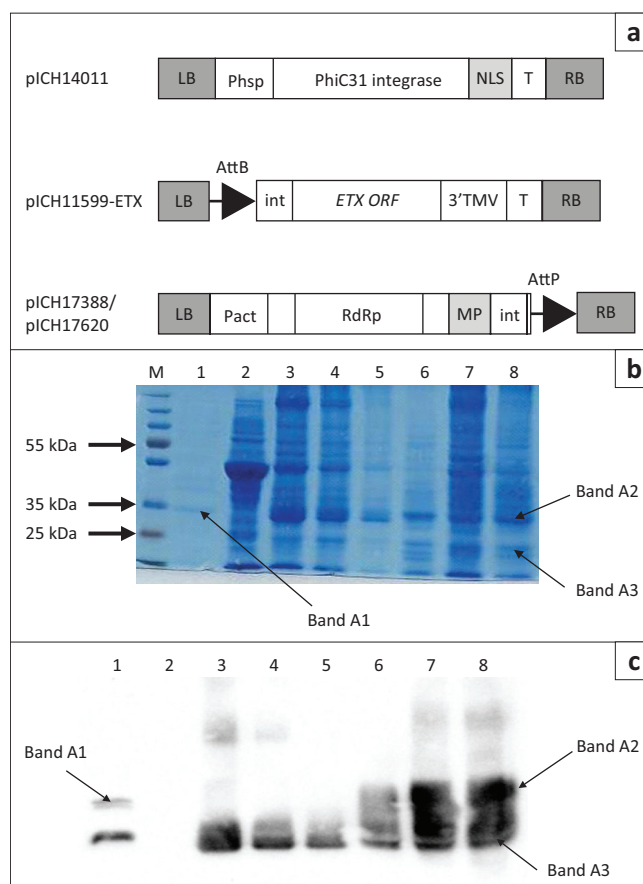 a
pICH14011
LB Phsp PhiC31 integrase NLS T RB
AttB
pICH11599-ETX
LB int ETX ORF 3'TMV T RB
AttP
pICH17388/
pICH17620
LB Pact RdRp MP int RB
b
M 1 2 3 4 5 6 7 8
55 kDa
35 kDa
25 kDa
Band A2
Band A3
Band A1
c
1 2 3 4 5 6 7 8
Band A1
Band A2
Band A3